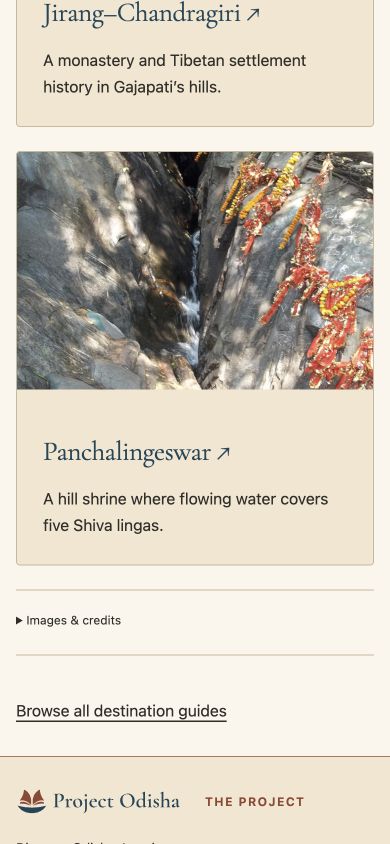 Jirang–Chandragiri ↗
A monastery and Tibetan settlement
history in Gajapati’s hills.
Panchalingeswar ↗
A hill shrine where flowing water covers
five Shiva lingas.
▶ Images & credits
Browse all destination guides
Project Odisha
THE PROJECT